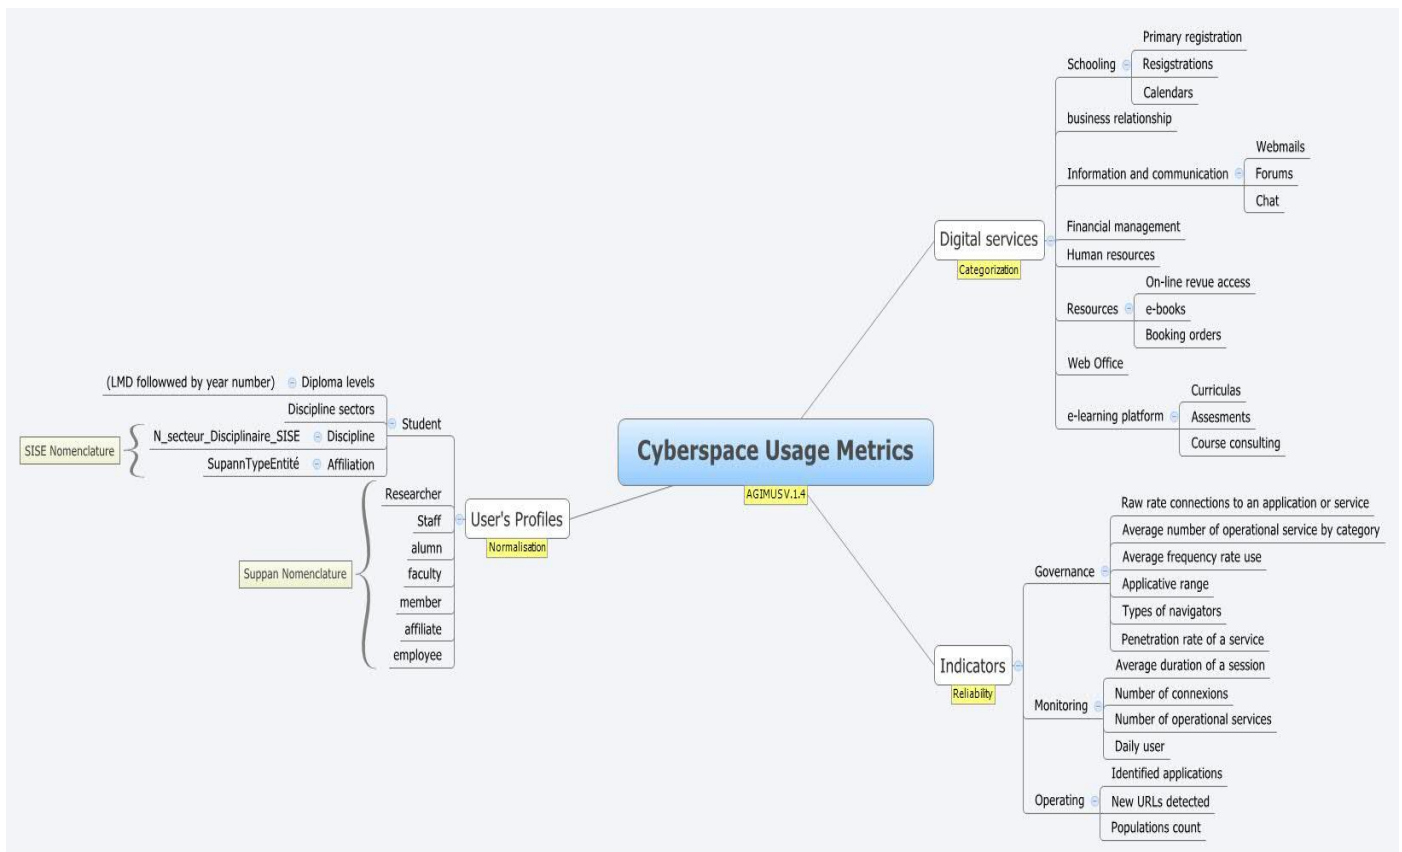 Cyberspace Usage Metrics
AGIMUSV.1.4
Digital services
Categorization
Schooling
Primary registration
Resigstrations
Calendars
business relationship
Information and communication
Webmails
Forums
Chat
Financial management
Human resources
Resources
On-line revue access
e-books
Booking orders
Web Office
e-learning platform
Curriculas
Assesments
Course consulting
Indicators
Reliability
Governance
Raw rate connections to an application or service
Average number of operational service by category
Average frequency rate use
Applicative range
Types of navigators
Penetration rate of a service
Monitoring
Average duration of a session
Number of connexions
Number of operational services
Daily user
Operating
Identified applications
New URLs detected
Populations count
User's Profiles
Normalisation
Student
Diploma levels
(LMD followwed by year number)
Discipline sectors
Discipline
N_secteur_Disciplinaire_SISE
Affiliation
SupannTypeEntité
SISE Nomenclature
Researcher
Staff
alumn
faculty
member
affiliate
employee
Suppan Nomenclature